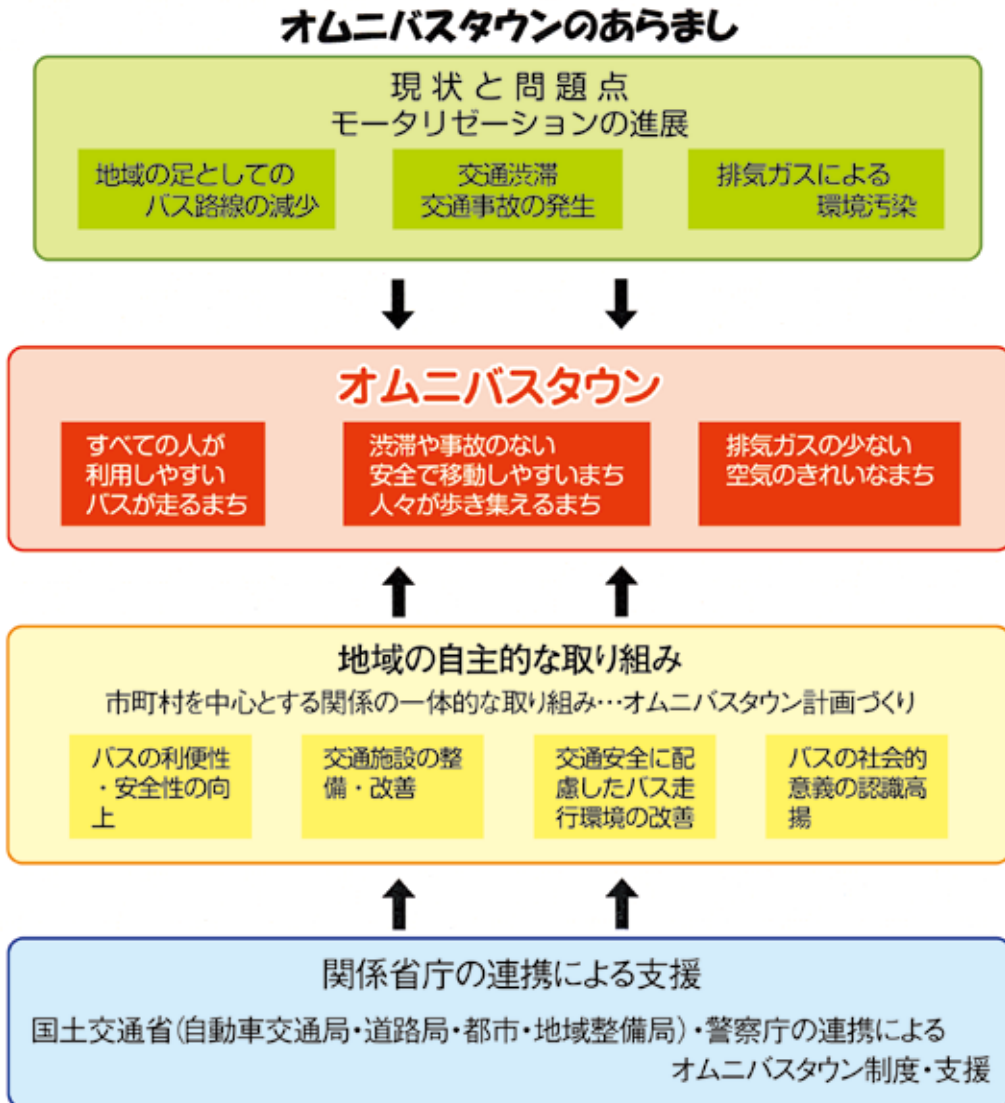 オムニバスタウンのあらまし
現状と問題点
モータリゼーションの進展
地域の足としての
バス路線の減少
交通渋滞
交通事故の発生
排気ガスによる
環境汚染
オムニバスタウン
すべての人が
利用しやすい
バスが走るまち
渋滞や事故のない
安全で移動しやすいまち
人々が歩き集えるまち
排気ガスの少ない
空気のきれいなまち
地域の自主的な取り組み
市町村を中心とする関係の一体的な取り組み…オムニバスタウン計画づくり
バスの利便性
・安全性の向
上
交通施設の整
備・改善
交通安全に配
慮したバス走
行環境の改善
バスの社会的
意義の認識高
揚
関係省庁の連携による支援
国土交通省(自動車交通局・道路局・都市・地域整備局)・警察庁の連携による
オムニバスタウン制度・支援